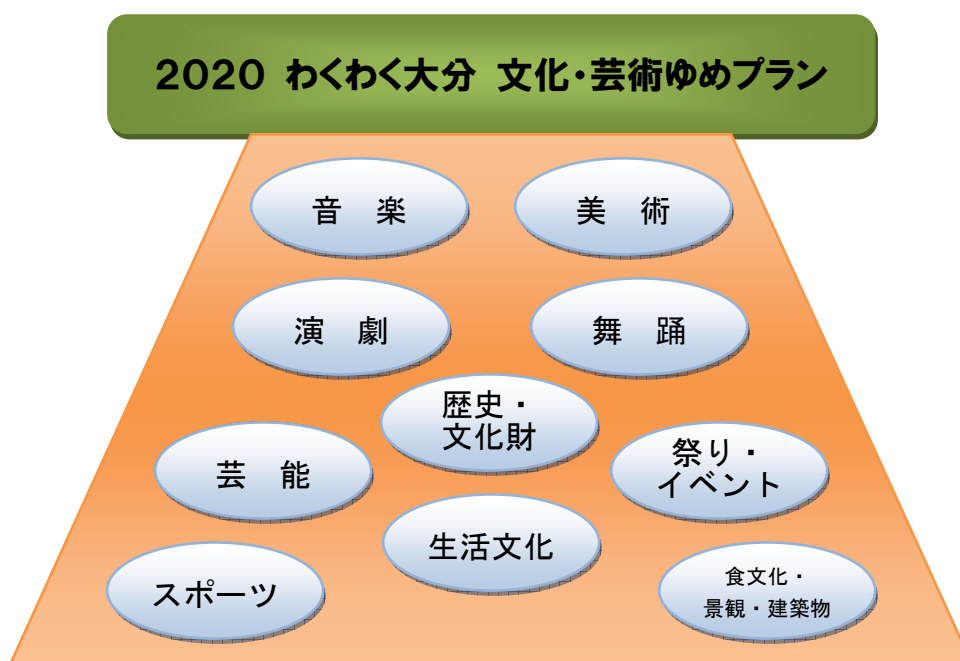 2020 わくわく大分 文化・芸術ゆめプラン
音 楽
美 術
演 劇
舞 踊
歴史・
文化財
芸 能
祭り・
イベント
生活文化
スポーツ
食文化・
景観・建築物